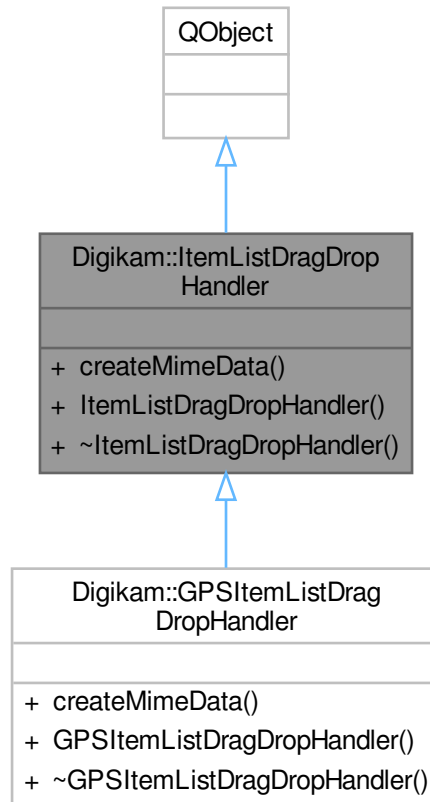 QObject
Digikam::ItemListDragDrop
Handler
+ createMimeData()
+ ItemListDragDropHandler()
+ ~ItemListDragDropHandler()
Digikam::GPSItemListDrag
DropHandler
+ createMimeData()
+ GPSItemListDragDropHandler()
+ ~GPSItemListDragDropHandler()